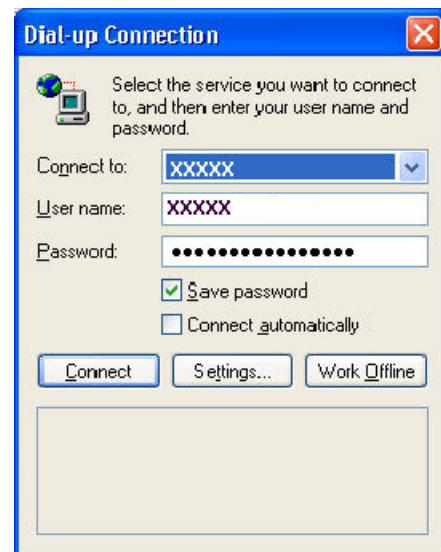 Dial-up Connection
Select the service you want to connect
to, and then enter your user name and
password.
Connect to: XXXXX
User name: XXXXX
Password: ●●●●●●●●●●●●●●●●
Save password
Connect automatically
Connect Settings... Work Offline